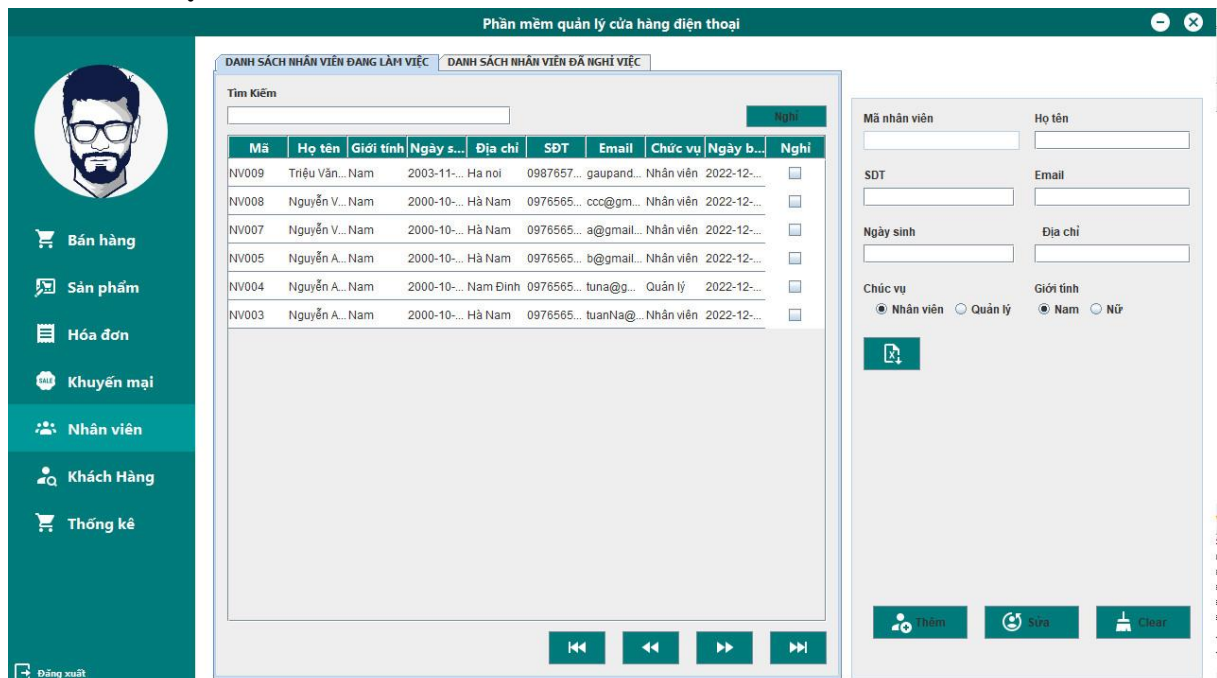 Phần mềm quản lý cửa hàng điện thoại
Bán hàng
Sản phẩm
Hóa đơn
SALE Khuyến mại
Nhân viên
Khách Hàng
Thống kê
Đăng xuất
DANH SÁCH NHÂN VIÊN ĐANG LÀM VIỆC DANH SÁCH NHÂN VIÊN ĐÃ NGHỈ VIỆC
Tìm Kiếm
Nghỉ
Mã Họ tên Giới tính Ngày s... Địa chỉ SĐT Email Chức vụ Ngày b... Nghỉ
NV009 Triệu Văn... Nam 2003-11-... Ha noi 0987657... gaupand... Nhân viên 2022-12-...
NV008 Nguyễn V... Nam 2000-10-... Hà Nam 0976565... ccc@gm... Nhân viên 2022-12-...
NV007 Nguyễn V... Nam 2000-10-... Hà Nam 0976565... a@gmail... Nhân viên 2022-12-...
NV005 Nguyễn A... Nam 2000-10-... Hà Nam 0976565... b@gmail... Nhân viên 2022-12-...
NV004 Nguyễn A... Nam 2000-10-... Nam Định 0976565... tuna@g... Quản lý 2022-12-...
NV003 Nguyễn A... Nam 2000-10-... Hà Nam 0976565... tuanNa@... Nhân viên 2022-12-...
Mã nhân viên Họ tên
SDT Email
Ngày sinh Địa chỉ
Chúc vụ Giới tính
Nhân viên Quản lý Nam Nữ
Thêm Sửa Clear